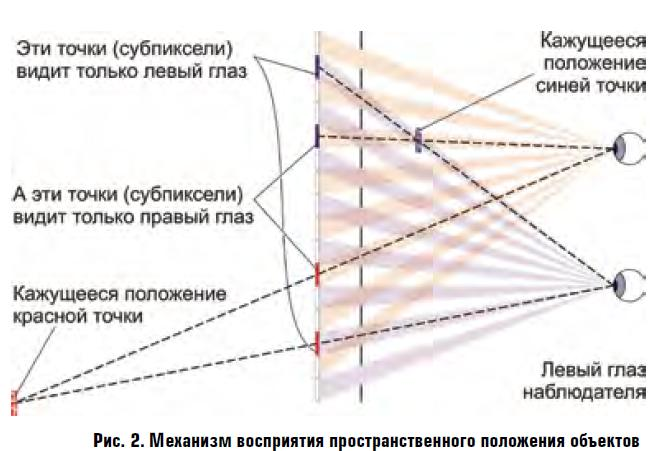 Эти точки (субпиксели)
видит только левый глаз
Кажущееся
положение
синей точки
А эти точки (субпиксели)
видит только правый глаз
Кажущееся положение
красной точки
Левый глаз
наблюдателя
Рис. 2. Механизм восприятия пространственного положения объектов